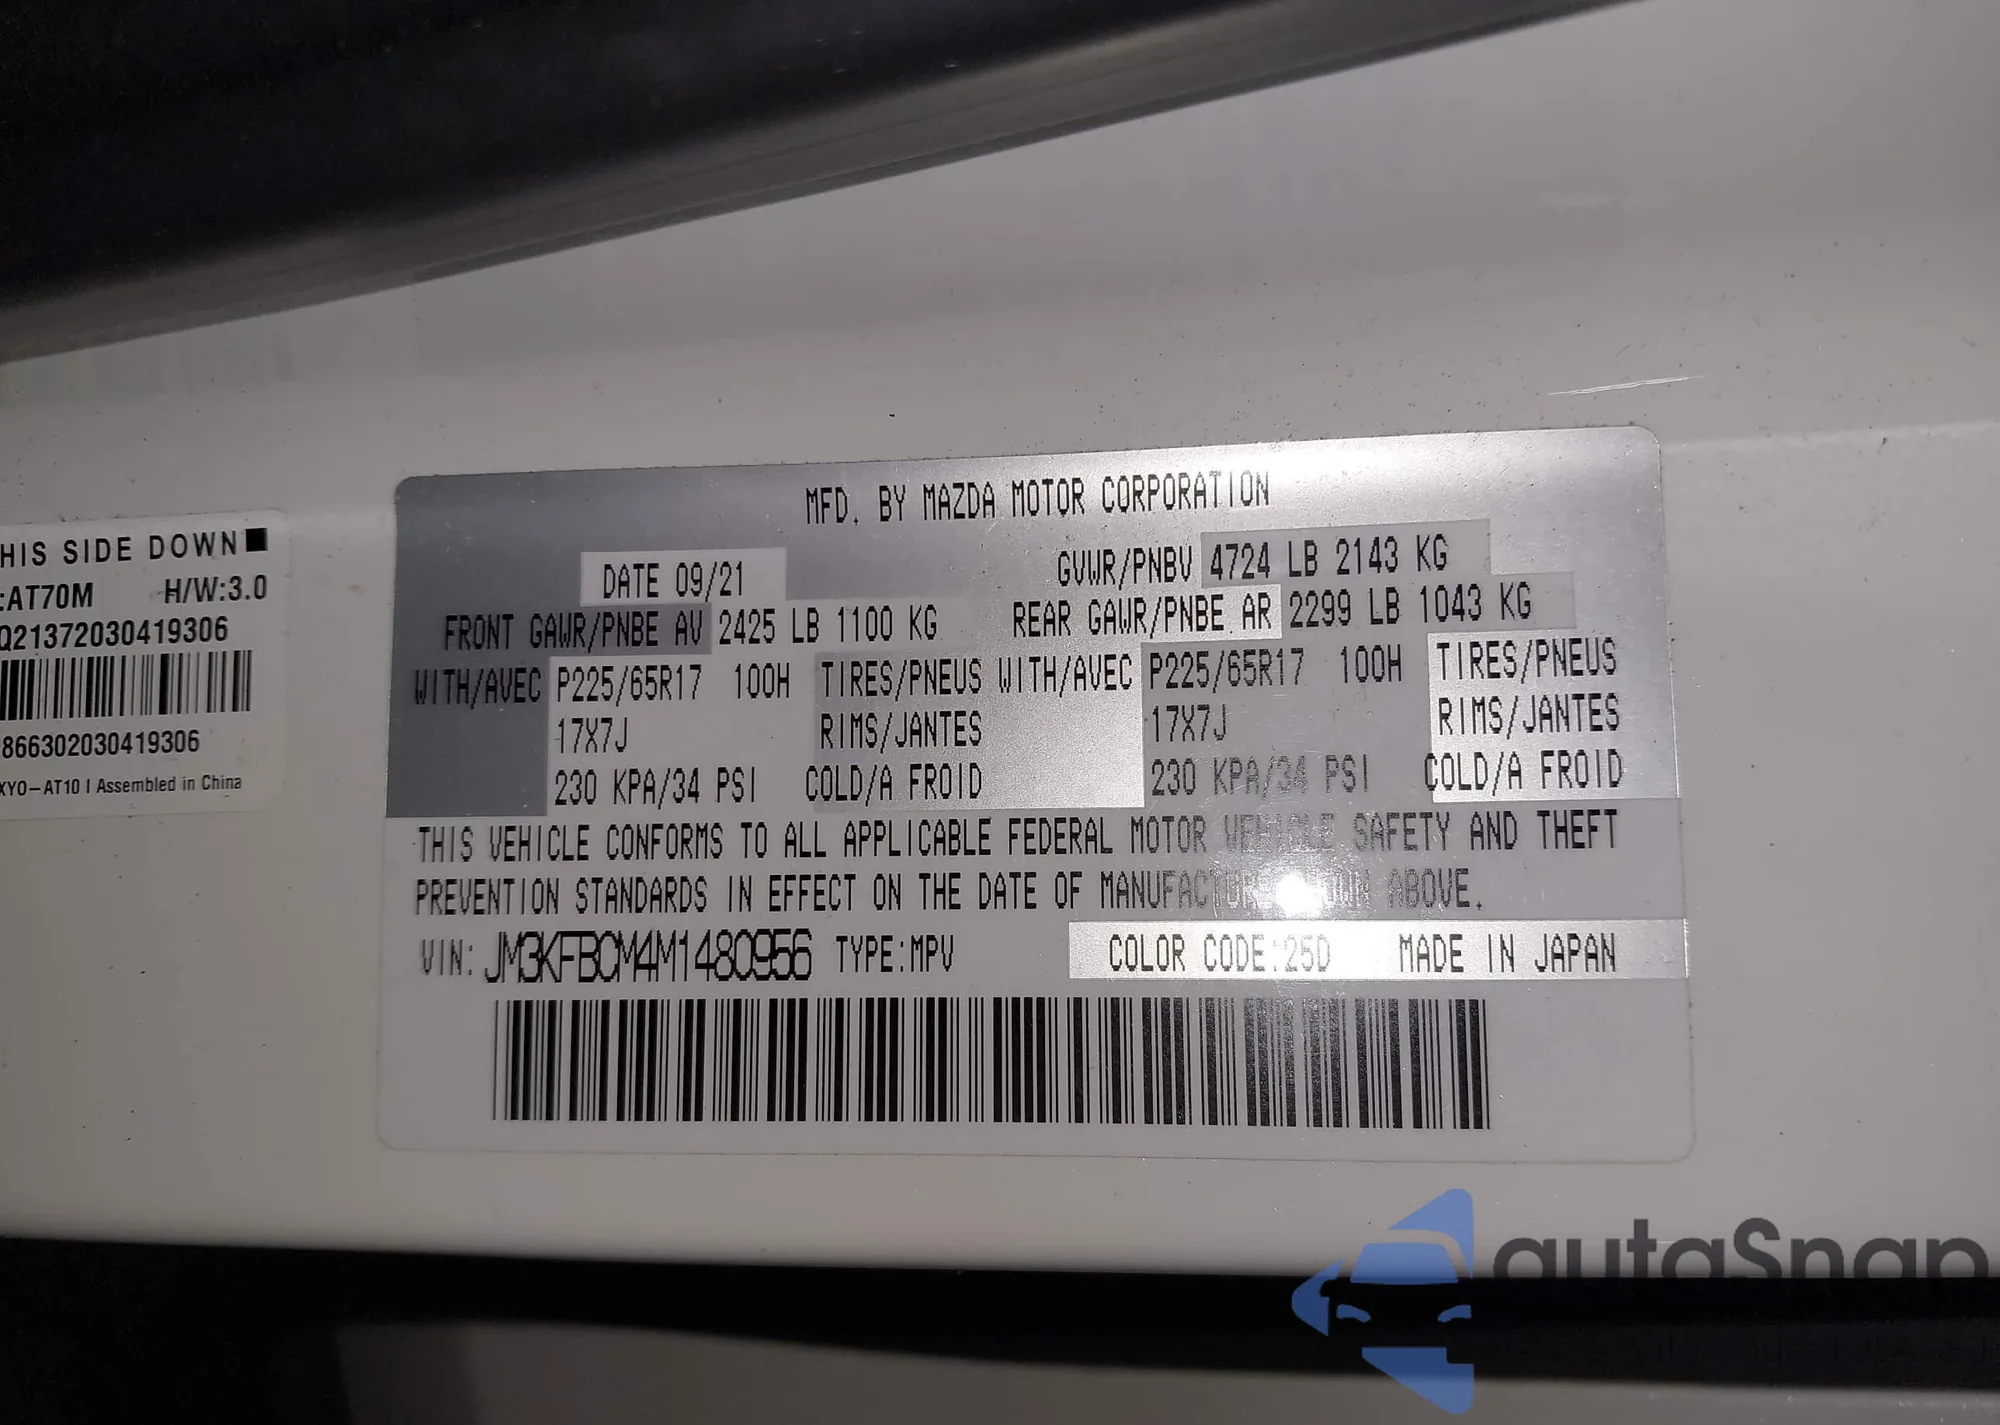 HIS SIDE DOWN■
:AT70M H/W:3.0
Q21372030419306
866302030419306
XYO-AT10 I Assembled in China
MFD. BY MAZDA MOTOR CORPORATION
DATE 09/21 GVWR/PNBV 4724 LB 2143 KG
FRONT GAWR/PNBE AV 2425 LB 1100 KG REAR GAWR/PNBE AR 2299 LB 1043 KG
WITH/AVEC P225/65R17 100H TIRES/PNEUS WITH/AVEC P225/65R17 100H TIRES/PNEUS
17X7J RIMS/JANTES 17X7J RIMS/JANTES
230 KPA/34 PSI COLD/A FROID 230 KPA/34 PSI COLD/A FROID
THIS VEHICLE CONFORMS TO ALL APPLICABLE FEDERAL MOTOR VEHICLE SAFETY AND THEFT
PREVENTION STANDARDS IN EFFECT ON THE DATE OF MANUFACTURE SHOWN ABOVE.
VIN: JM3KFBCM4M1480956 TYPE:MPV COLOR CODE:25D MADE IN JAPAN
autoSnap